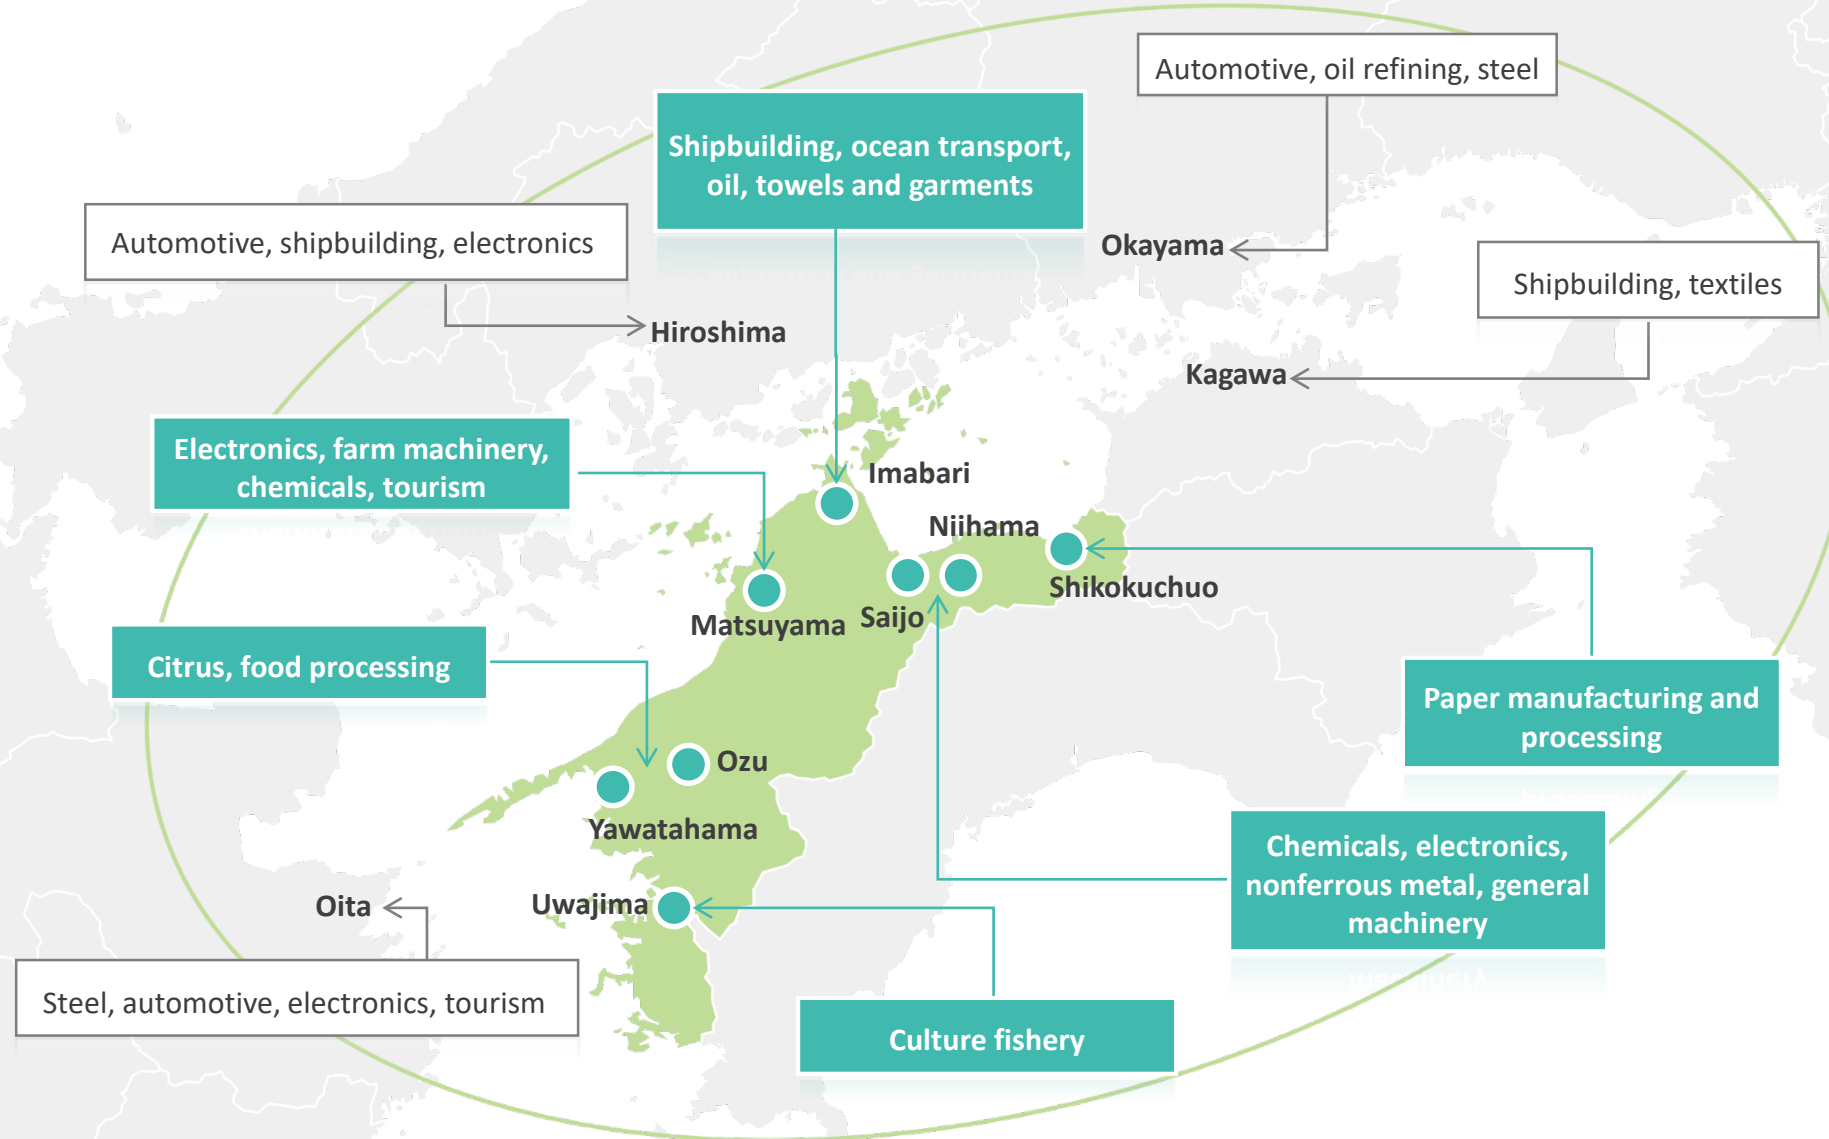 Automotive, oil refining, steel
Shipbuilding, ocean transport,
oil, towels and garments
Automotive, shipbuilding, electronics
Okayama
Shipbuilding, textiles
Hiroshima
Kagawa
Electronics, farm machinery,
chemicals, tourism
Imabari
Niihama
Shikokuchuo
Matsuyama
Saijo
Citrus, food processing
Paper manufacturing and
processing
Ozu
Yawatahama
Chemicals, electronics,
nonferrous metal, general
machinery
Oita
Uwajima
Steel, automotive, electronics, tourism
Culture fishery